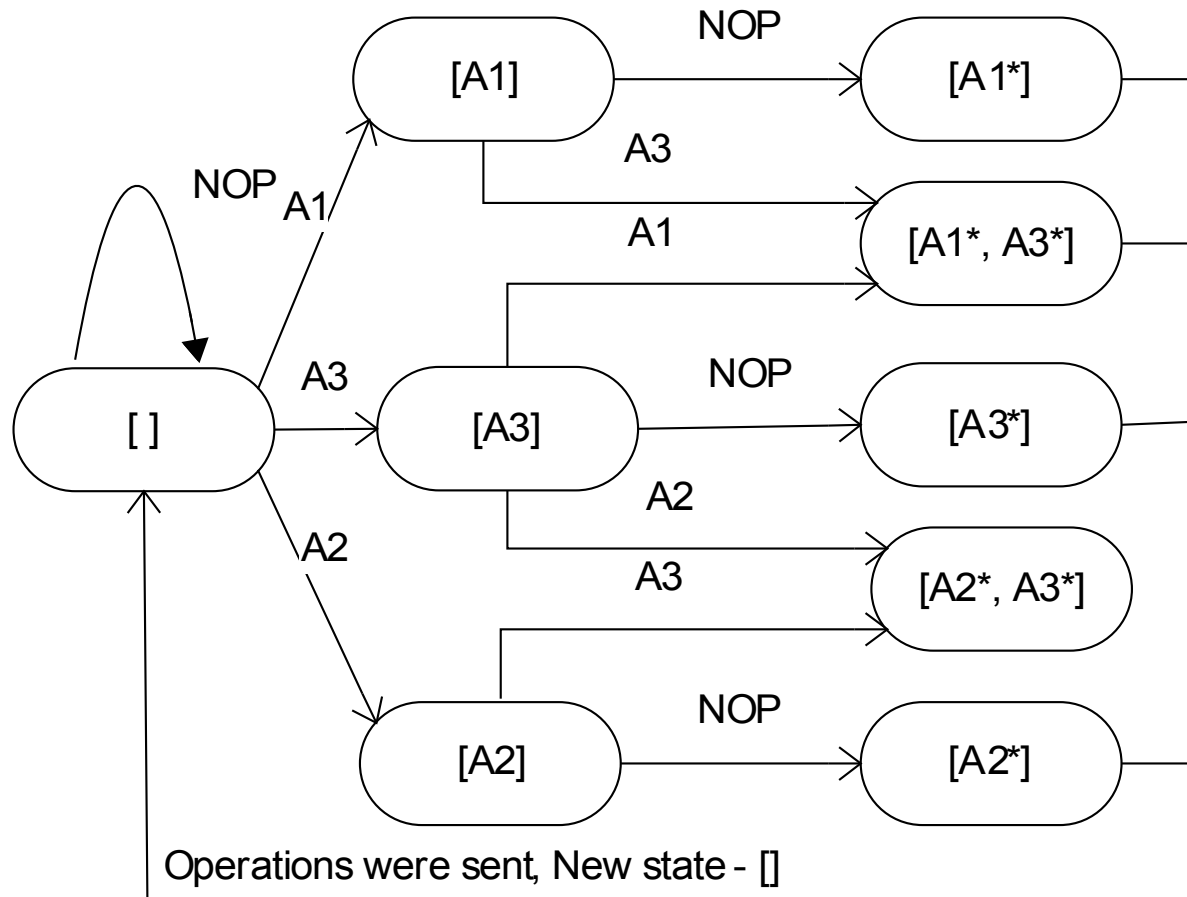 NOP
[A1]
[A1*]
A3
NOP
A1
A1
[A1*, A3*]
A3
NOP
[ ]
[A3]
[A3*]
A2
A2
A3
[A2*, A3*]
NOP
[A2]
[A2*]
Operations were sent, New state - []